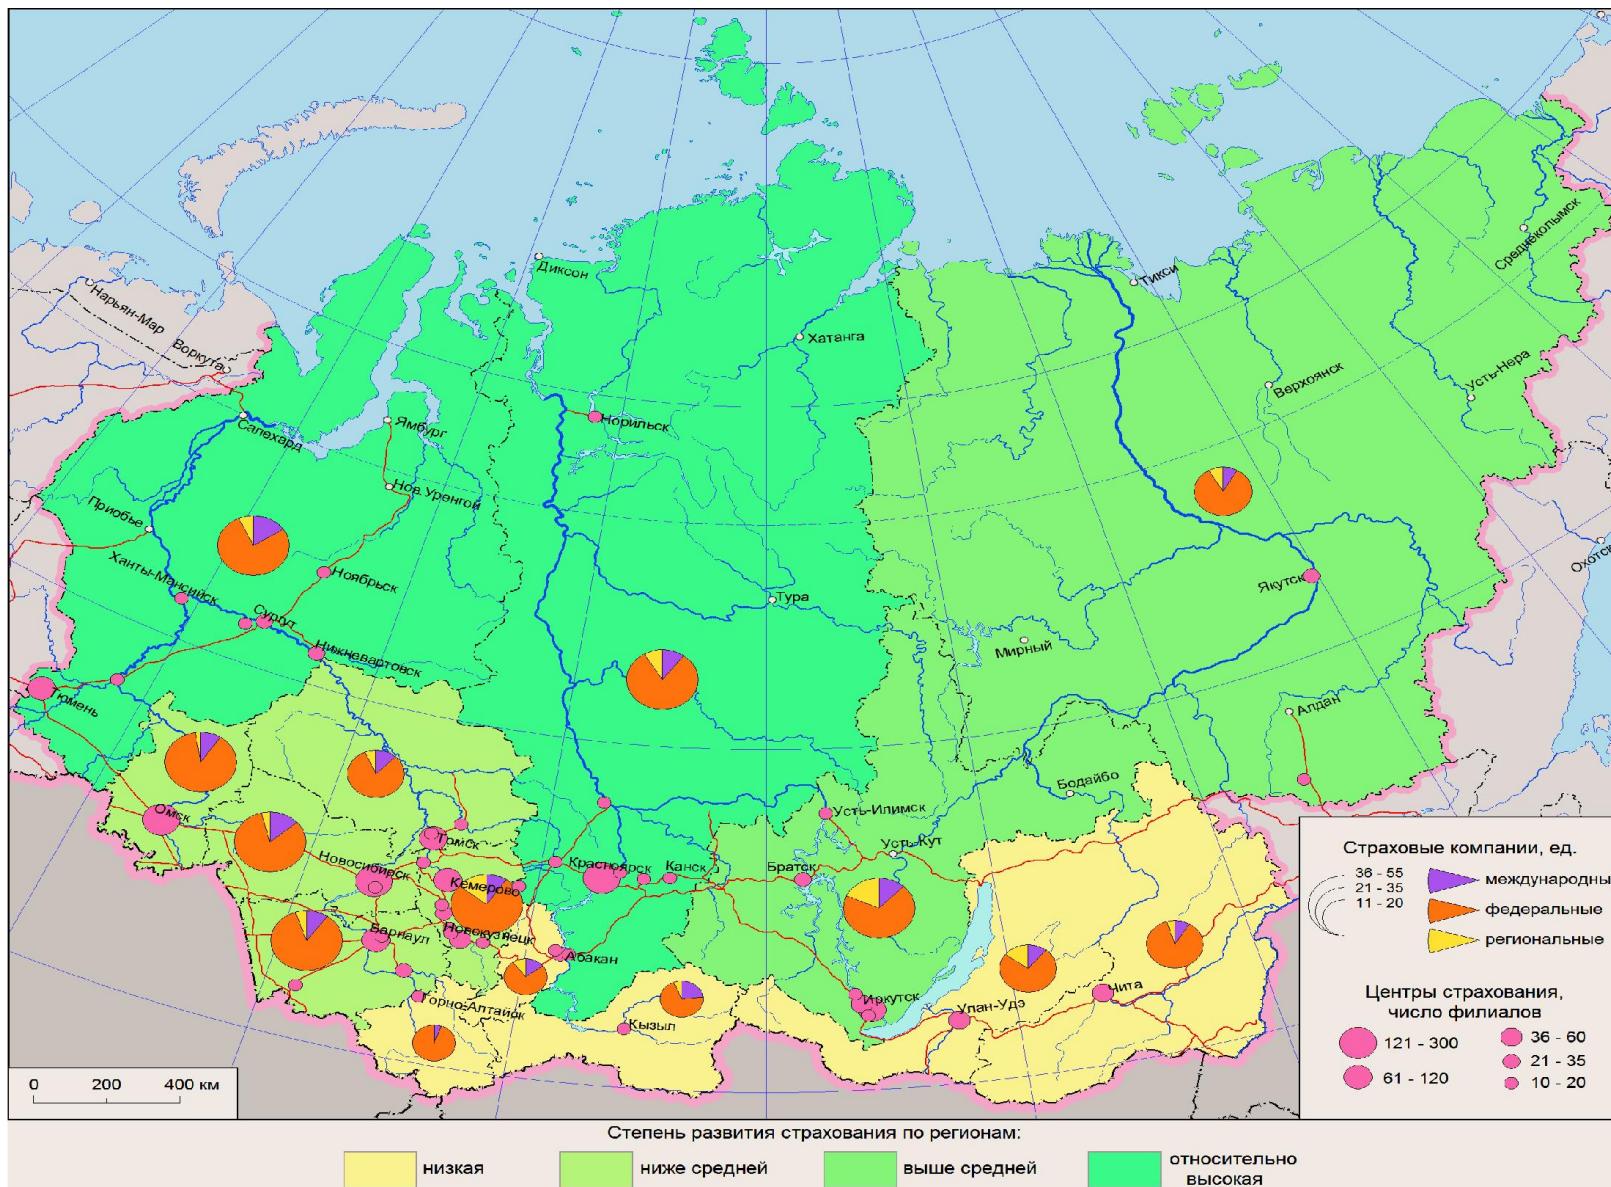 Диксон
Тикси
Среднеколымск
Нарьян-Мар
Воркута
Хатанга
Верхоянск
Усть-Нера
Салехард
Ямбург
Норильск
Нов.Уренгой
Приобье
Ханты-Мансийск
Ноябрьск
Сургут
Нижневартовск
Тура
Якутск
Охотск
Мирный
Тюмень
Алдан
Бодайбо
Омск
Томск
Усть-Илимск
Усть-Кут
Новосибирск
Кемерово
Красноярск
Канск
Братск
Барнаул
Новокузнецк
Абакан
Горно-Алтайск
Кызыл
Иркутск
Улан-Удэ
Чита
Страховые компании, ед.
36 - 55
21 - 35
11 - 20
международны
федеральные
региональные
Центры страхования,
число филиалов
121 - 300
61 - 120
36 - 60
21 - 35
10 - 20
0 200 400 км
Степень развития страхования по регионам:
низкая
ниже средней
выше средней
относительно
высокая